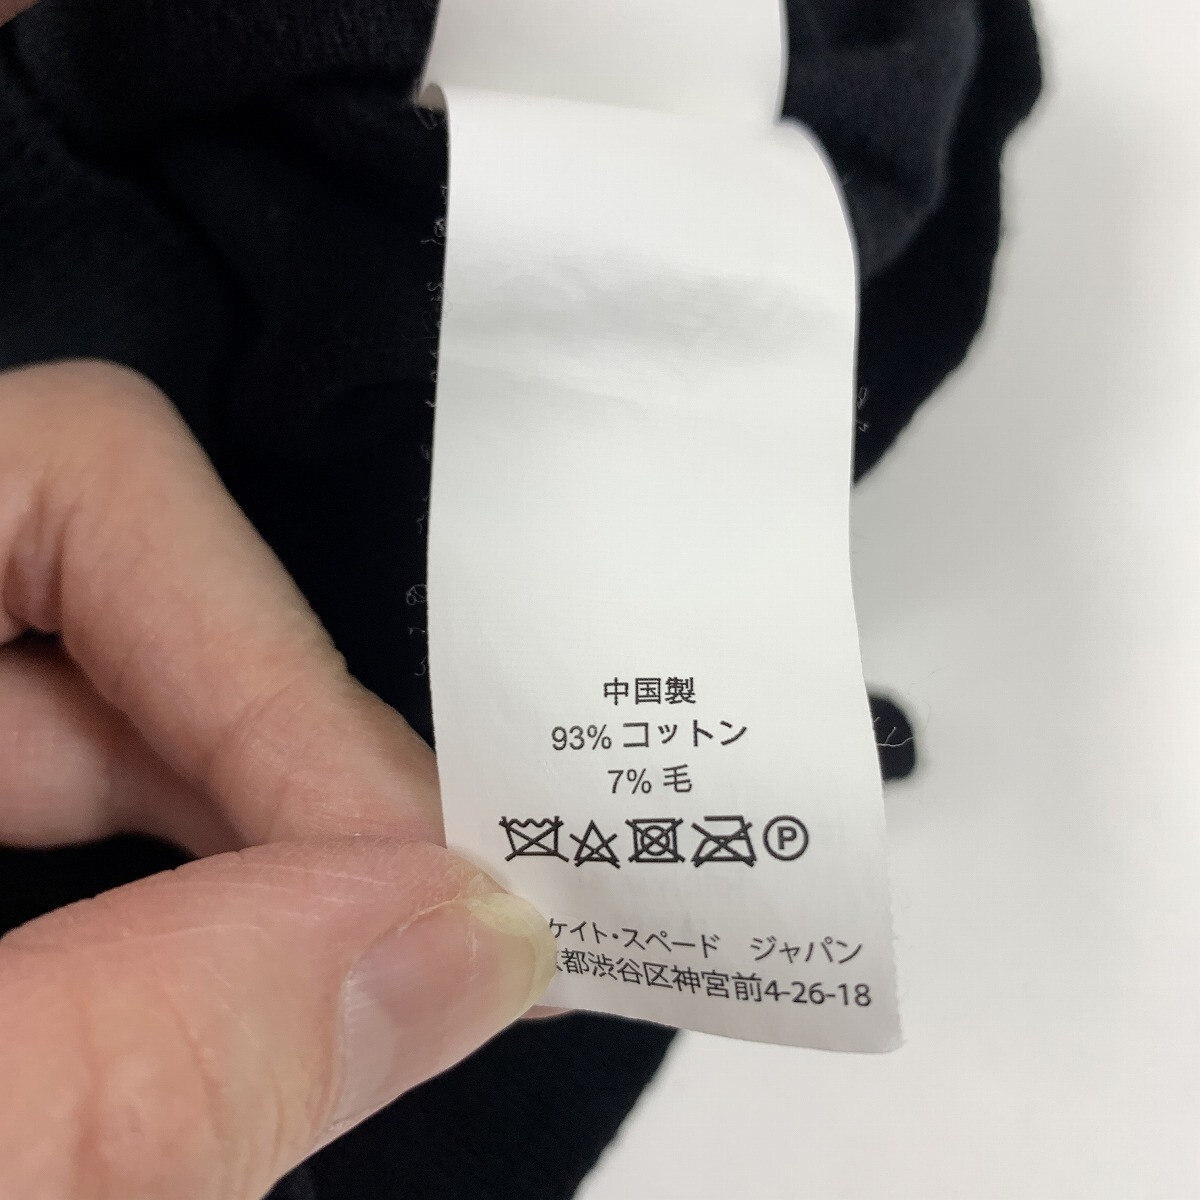 中国製
93% コットン
7% 毛
P
ケイト・スペード ジャパン
都渋谷区神宮前4-26-18